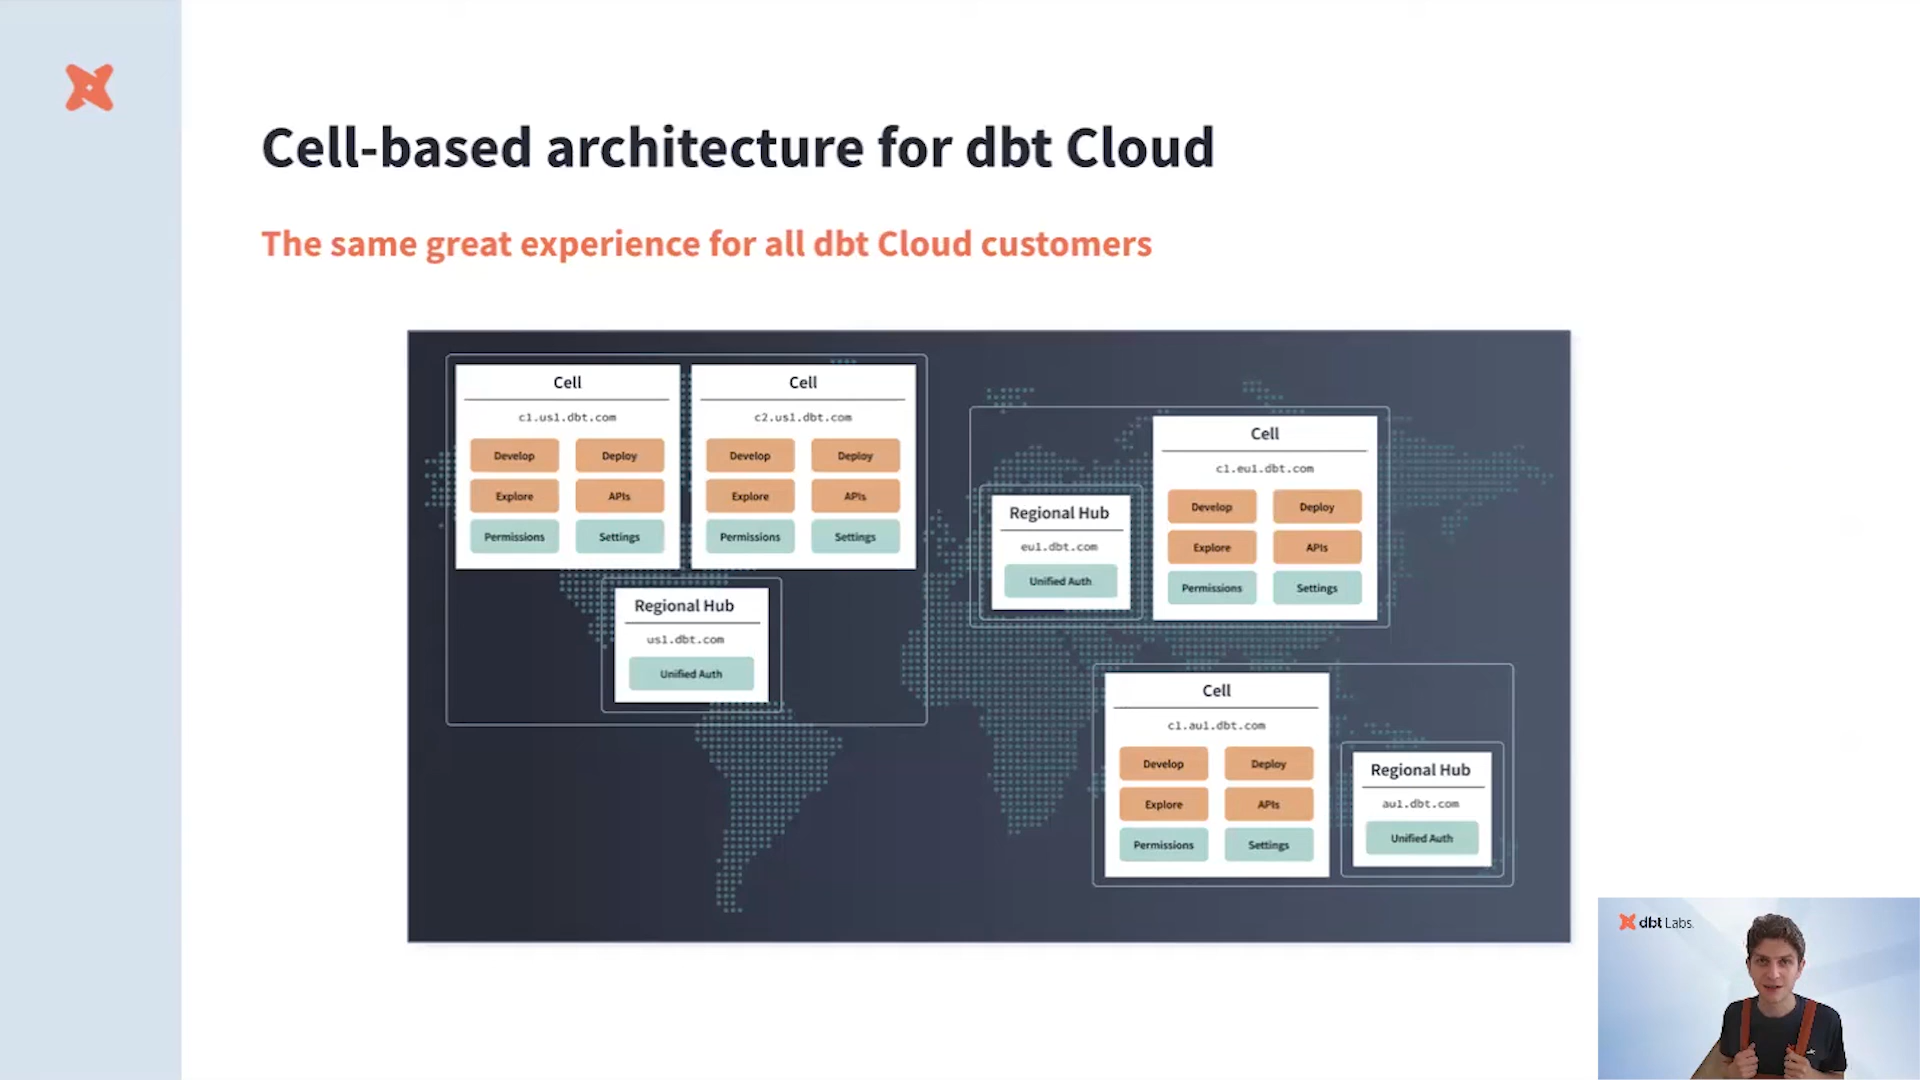 Cell-based architecture for dbt Cloud
The same great experience for all dbt Cloud customers
Cell
c1.us1.dbt.com
Develop
Deploy
Explore
APIs
Permissions
Settings
Cell
c2.us1.dbt.com
Develop
Deploy
Explore
APIs
Permissions
Settings
Regional Hub
us1.dbt.com
Unified Auth
Regional Hub
eu1.dbt.com
Unified Auth
Cell
c1.eu1.dbt.com
Develop
Deploy
Explore
APIs
Permissions
Settings
Cell
c1.au1.dbt.com
Develop
Deploy
Explore
APIs
Permissions
Settings
Regional Hub
au1.dbt.com
Unified Auth
dbt Labs.